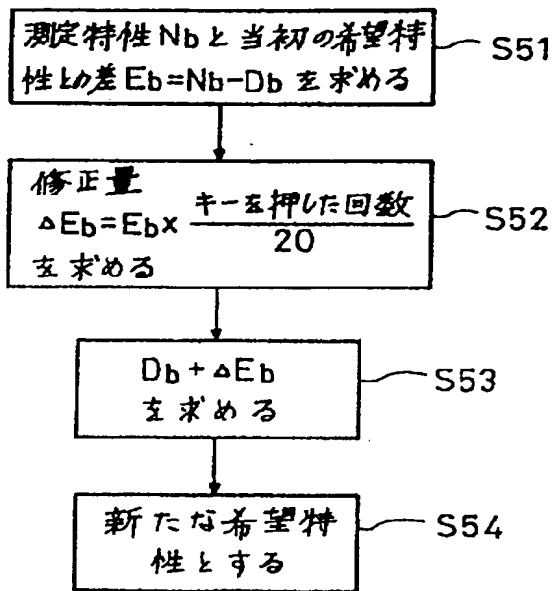 測定特性Nbと当初の希望特
性との差Eb=Nb-Dbを求める
S51
修正量
ΔEb=Eb×キーを押した回数
20
を求める
S52
Db+ΔEb
を求める
S53
新たな希望特
性とする
S54